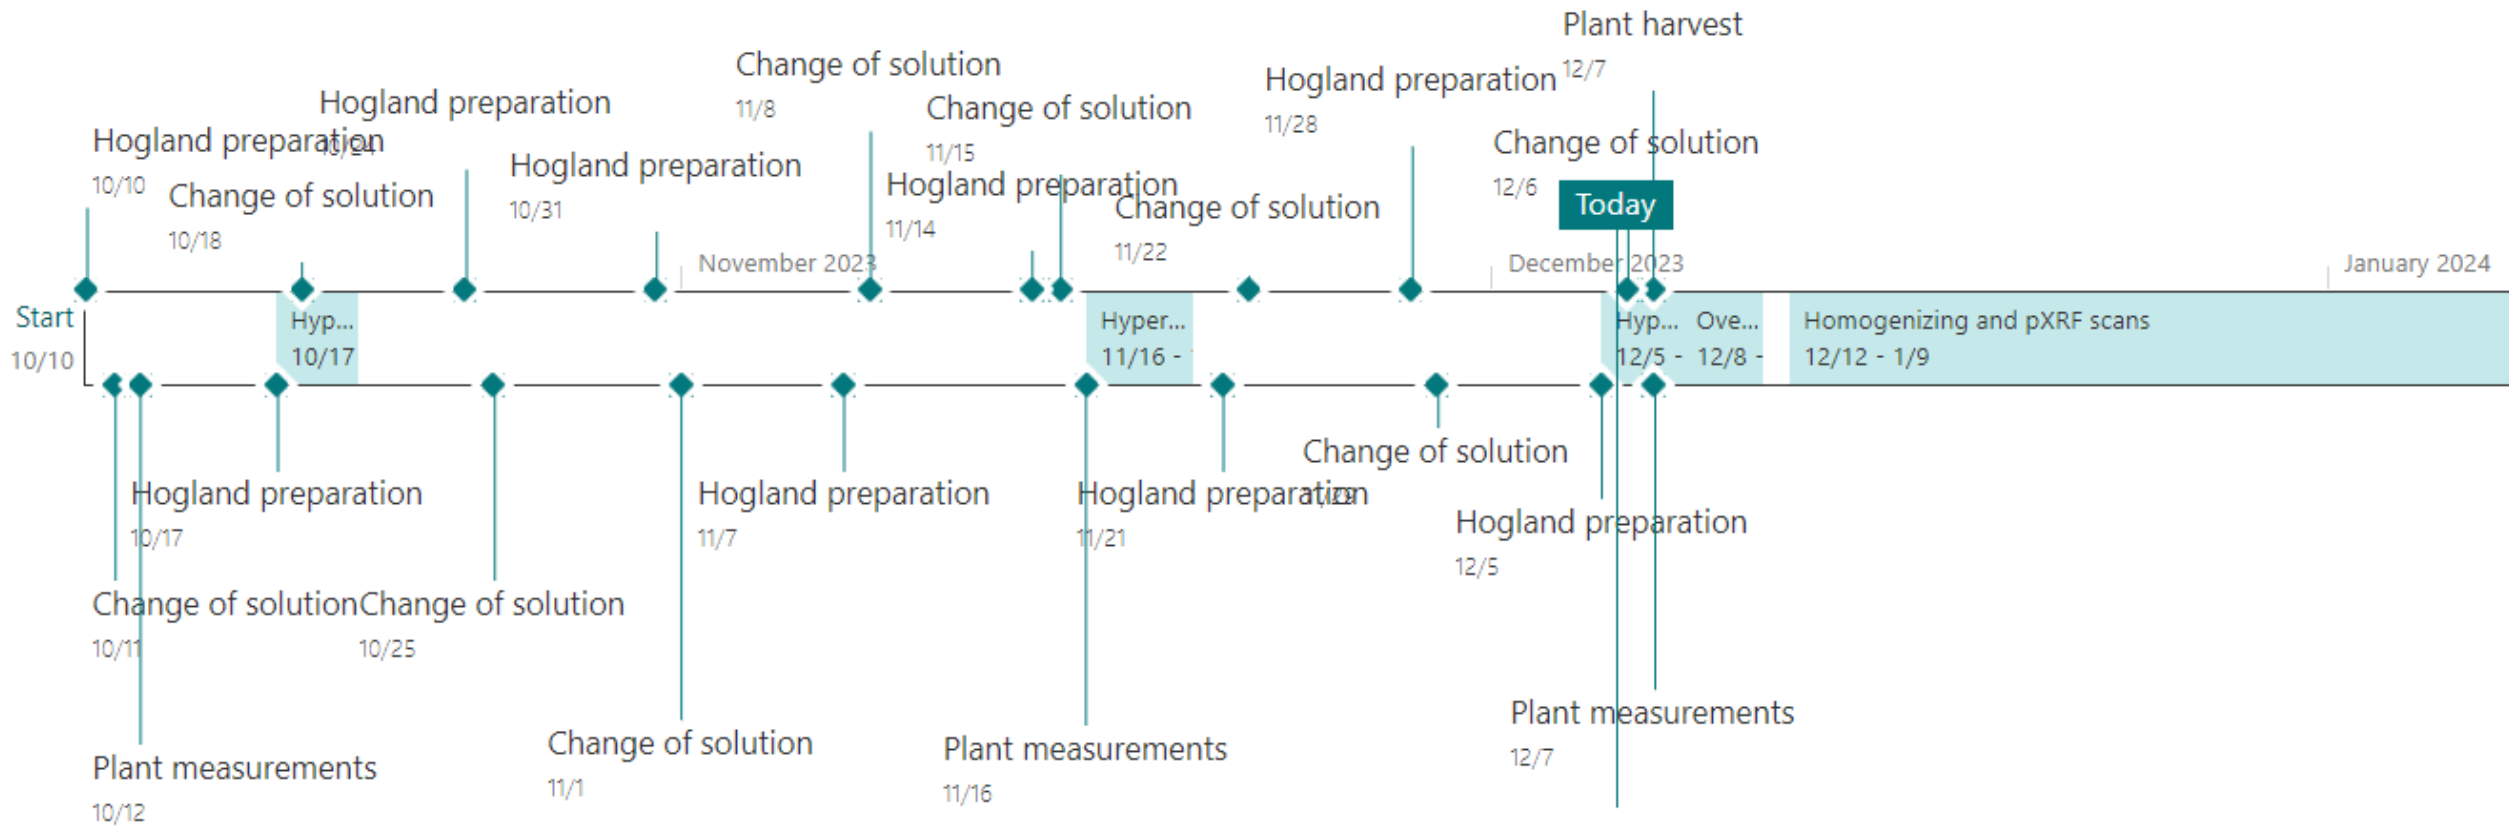 Plant harvest
12/7
Change of solution
11/8
Hogland preparation
11/28
Hogland preparation
10/24
Change of solution
11/15
Hogland preparation
10/10
Change of solution
12/6
Hogland preparation
10/31
Hogland preparation
11/14
Change of solution
10/18
Change of solution
11/22
Today
November 2023
December 2023
January 2024
Start
10/10
Hyp...
10/17
Hyper...
11/16 -
Hyp...
12/5 -
Ove...
12/8 -
Homogenizing and pXRF scans
12/12 - 1/9
Change of solution
11/29
Hogland preparation
10/17
Hogland preparation
11/7
Hogland preparation
11/21
Hogland preparation
12/5
Change of solution
10/11
Change of solution
10/25
Plant measurements
12/7
Change of solution
11/1
Plant measurements
11/16
Plant measurements
10/12